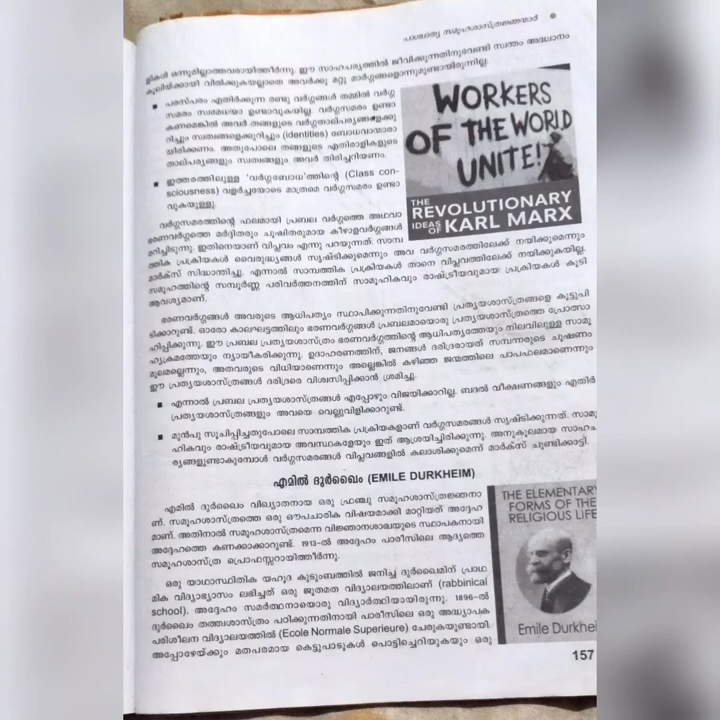 പാശ്ചാത്യ സമൂഹശാസ്ത്രജ്ഞന്മാർ
ളികൾ ഒന്നുമില്ലാത്തവരായിത്തീർന്നു. ഈ സാഹചര്യത്തിൽ ജീവിക്കുന്നതിനുവേണ്ടി സ്വന്തം അദ്ധ്വാനം
കൂലിയ്ക്കായി വിൽക്കുകയല്ലാതെ അവർക്കു മറ്റു മാർഗ്ഗങ്ങളൊന്നുമുണ്ടായിരുന്നില്ല.
■ പരസ്പരം എതിർക്കുന്ന രണ്ടു വർഗ്ഗങ്ങൾ തമ്മിൽ വർഗ്ഗ
സമരം സ്വമേധയാ ഉണ്ടാവുകയില്ല. വർഗ്ഗസമരം ഉണ്ടാ
കണമെങ്കിൽ അവർ തങ്ങളുടെ വർഗ്ഗതാല്പര്യങ്ങളെക്കു
റിച്ചും സ്വത്വങ്ങളെക്കുറിച്ചും (identities) ബോധവാന്മാരാ
യിരിക്കണം. അതുപോലെ തങ്ങളുടെ എതിരാളികളുടെ
താല്പര്യങ്ങളും സ്വത്വങ്ങളും അവർ തിരിച്ചറിയണം.
■ ഇത്തരത്തിലുള്ള 'വർഗ്ഗബോധ'ത്തിന്റെ (Class con-
sciousness) വളർച്ചയോടെ മാത്രമെ വർഗ്ഗസമരം ഉണ്ടാ
വുകയുള്ളു.
WORKERS
OF THE WORLD
UNITE!
THE
REVOLUTIONARY
IDEAS OF KARL MARX
വർഗ്ഗസമരത്തിന്റെ ഫലമായി പ്രബല വർഗ്ഗത്തെ അഥവാ
ഭരണവർഗ്ഗത്തെ മർദ്ദിതരും ചൂഷിതരുമായ കീഴാളവർഗ്ഗങ്ങൾ
മറിച്ചിടുന്നു. ഇതിനെയാണ് വിപ്ലവം എന്നു പറയുന്നത്. സാമ്പ
ത്തിക പ്രക്രിയകൾ വൈരുദ്ധ്യങ്ങൾ സൃഷ്ടിക്കുമെന്നും അവ വർഗ്ഗസമരത്തിലേക്ക് നയിക്കുമെന്നും
മാർക്സ് സിദ്ധാന്തിച്ചു. എന്നാൽ സാമ്പത്തിക പ്രക്രിയകൾ താനെ വിപ്ലവത്തിലേക്ക് നയിക്കുകയില്ല.
സമൂഹത്തിന്റെ സമ്പൂർണ്ണ പരിവർത്തനത്തിന് സാമൂഹികവും രാഷ്ട്രീയവുമായ പ്രക്രിയകൾ കൂടി
ആവശ്യമാണ്.
ഭരണവർഗ്ഗങ്ങൾ അവരുടെ ആധിപത്യം സ്ഥാപിക്കുന്നതിനുവേണ്ടി പ്രത്യയശാസ്ത്രങ്ങളെ കൂട്ടുപി
ടിക്കാറുണ്ട്. ഓരോ കാലഘട്ടത്തിലും ഭരണവർഗ്ഗങ്ങൾ പ്രബലമായൊരു പ്രത്യയശാസ്ത്രത്തെ പ്രോത്സാ
ഹിപ്പിക്കുന്നു. ഈ പ്രബല പ്രത്യയശാസ്ത്രം ഭരണവർഗ്ഗത്തിന്റെ ആധിപത്യത്തേയും നിലവിലുള്ള സാമൂ
ഹ്യക്രമത്തേയും ന്യായീകരിക്കുന്നു. ഉദാഹരണത്തിന്, ജനങ്ങൾ ദരിദ്രരായത് സമ്പന്നരുടെ ചൂഷണം
മൂലമല്ലെന്നും, അതവരുടെ വിധിയാണെന്നും അല്ലെങ്കിൽ കഴിഞ്ഞ ജന്മത്തിലെ പാപഫലമാണെന്നും
ഈ പ്രത്യയശാസ്ത്രങ്ങൾ ദരിദ്രരെ വിശ്വസിപ്പിക്കാൻ ശ്രമിച്ചു.
■ എന്നാൽ പ്രബല പ്രത്യയശാസ്ത്രങ്ങൾ എപ്പോഴും വിജയിക്കാറില്ല. ബദൽ വീക്ഷണങ്ങളും എതിർ
പ്രത്യയശാസ്ത്രങ്ങളും അവയെ വെല്ലുവിളിക്കാറുണ്ട്.
■ മുൻപു സൂചിപ്പിച്ചതുപോലെ സാമ്പത്തിക പ്രക്രിയകളാണ് വർഗ്ഗസമരങ്ങൾ സൃഷ്ടിക്കുന്നത്. സാമൂ
ഹികവും രാഷ്ട്രീയവുമായ അവസ്ഥകളേയും ഇത് ആശ്രയിച്ചിരിക്കുന്നു. അനുകൂലമായ സാഹച
ര്യങ്ങളുണ്ടാകുമ്പോൾ വർഗ്ഗസമരങ്ങൾ വിപ്ലവങ്ങളിൽ കലാശിക്കുമെന്ന് മാർക്സ് ചൂണ്ടിക്കാട്ടി.
എമിൽ ദുർഖൈം (EMILE DURKHEIM)
എമിൽ ദുർഖൈം വിഖ്യാതനായ ഒരു ഫ്രഞ്ചു സമൂഹശാസ്ത്രജ്ഞനാ
ണ്. സമൂഹശാസ്ത്രത്തെ ഒരു ഔപചാരിക വിഷയമാക്കി മാറ്റിയത് അദ്ദേഹ
മാണ്. അതിനാൽ സമൂഹശാസ്ത്രമെന്ന വിജ്ഞാനശാഖയുടെ സ്ഥാപകനായി
അദ്ദേഹത്തെ കണക്കാക്കാറുണ്ട്. 1913-ൽ അദ്ദേഹം പാരീസിലെ ആദ്യത്തെ
സമൂഹശാസ്ത്ര പ്രൊഫസ്സറായിത്തീർന്നു.
ഒരു യാഥാസ്ഥിതിക യഹൂദ കുടുംബത്തിൽ ജനിച്ച ദുർഖൈമിന് പ്രാഥ
മിക വിദ്യാഭ്യാസം ലഭിച്ചത് ഒരു ജൂതമത വിദ്യാലയത്തിലാണ് (rabbinical
school). അദ്ദേഹം സമർത്ഥനായൊരു വിദ്യാർത്ഥിയായിരുന്നു. 1896-ൽ
ദുർഖൈം തത്ത്വശാസ്ത്രം പഠിക്കുന്നതിനായി പാരീസിലെ ഒരു അദ്ധ്യാപക
പരിശീലന വിദ്യാലയത്തിൽ (Ecole Normale Superieure) ചേരുകയുണ്ടായി.
അപ്പോഴേയ്ക്കും മതപരമായ കെട്ടുപാടുകൾ പൊട്ടിച്ചെറിയുകയും ഒരു
THE ELEMENTARY
FORMS OF THE
RELIGIOUS LIFE
Emile Durkhei
157